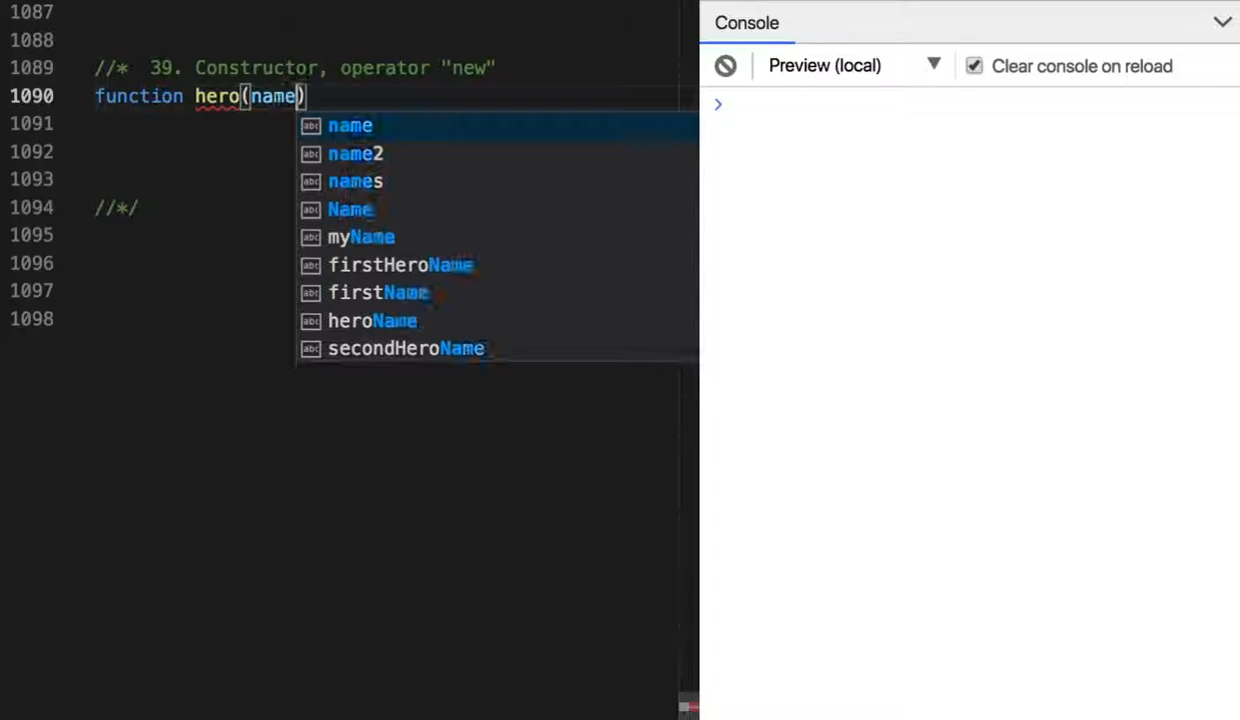 1087
1088
1089 //*  39. Constructor, operator "new"
1090 function hero(name)
1091
1092
1093
1094 //*/
1095
1096
1097
1098
name
name2
names
Name
myName
firstHeroName
firstName
heroName
secondHeroName
Console
Preview (local) ▼ Clear console on reload
>